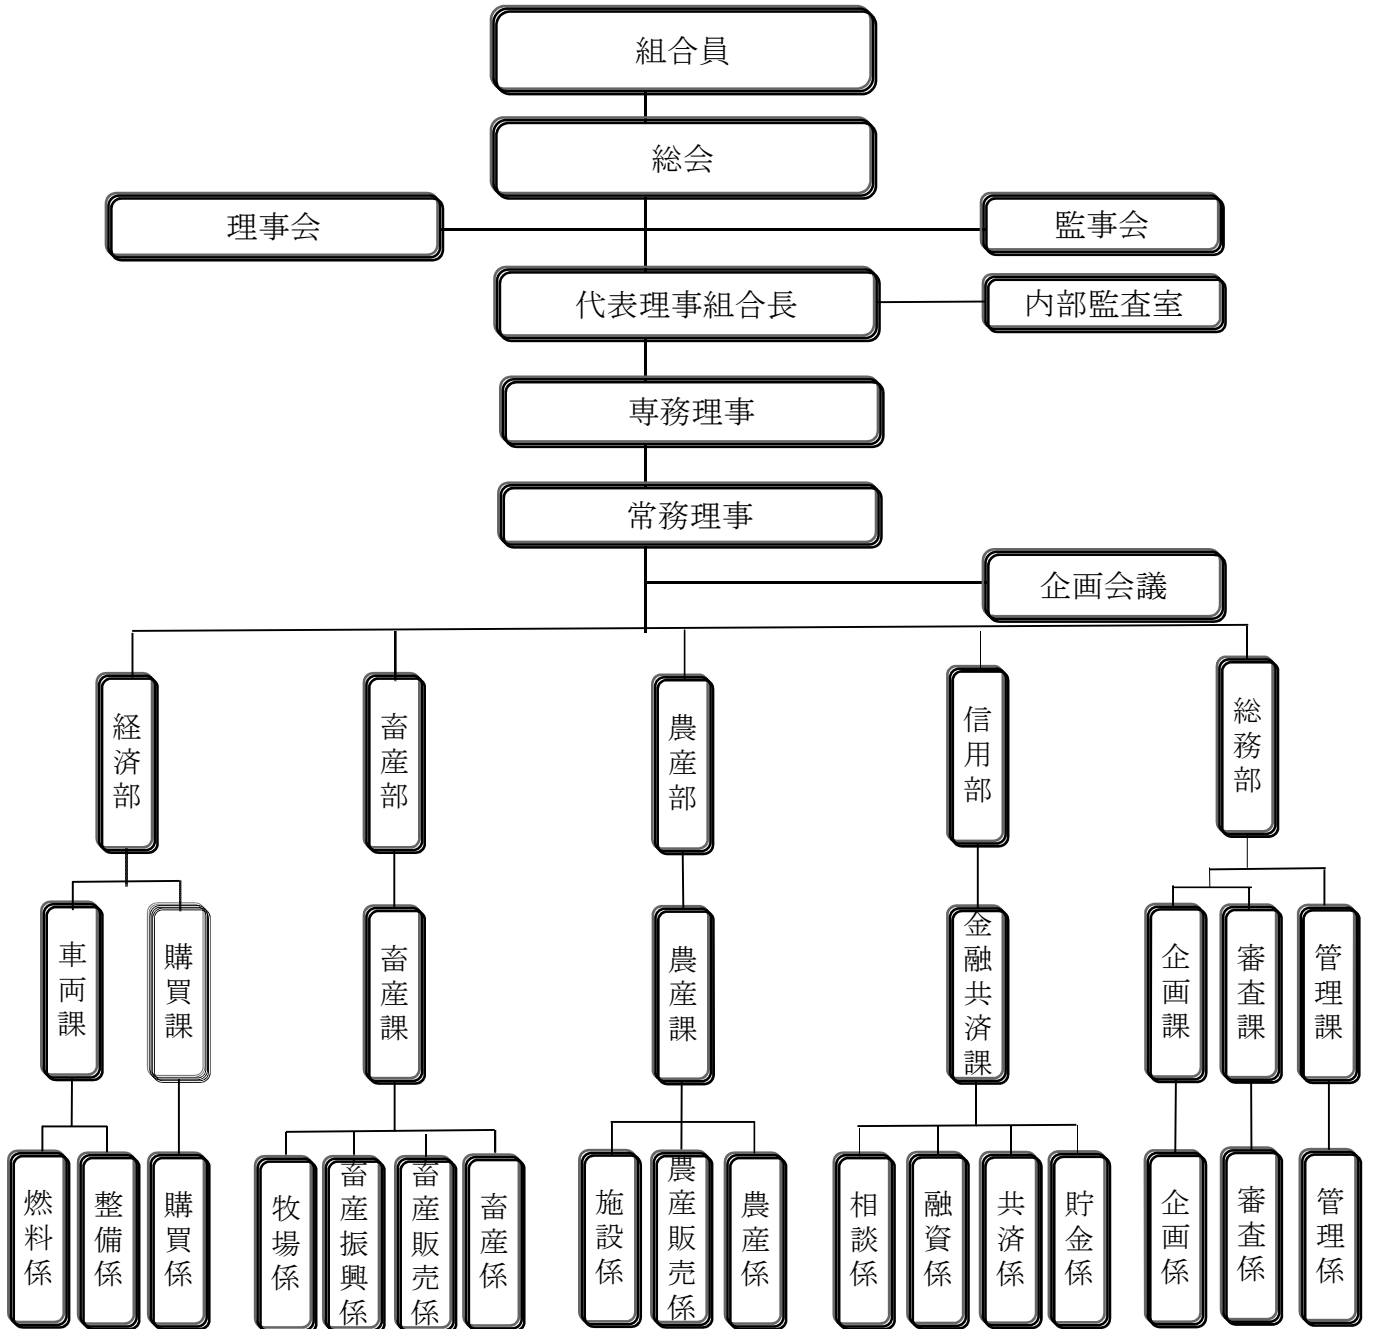 組合員
総会
理事会
監事会
代表理事組合長
内部監査室
専務理事
常務理事
企画会議
経済部
畜産部
農産部
信用部
総務部
車両課
購買課
畜産課
農産課
金融共済課
企画課
審査課
管理課
燃料係
整備係
購買係
牧場係
畜産振興係
畜産販売係
畜産係
施設係
農産販売係
農産係
相談係
融資係
共済係
貯金係
企画係
審査係
管理係